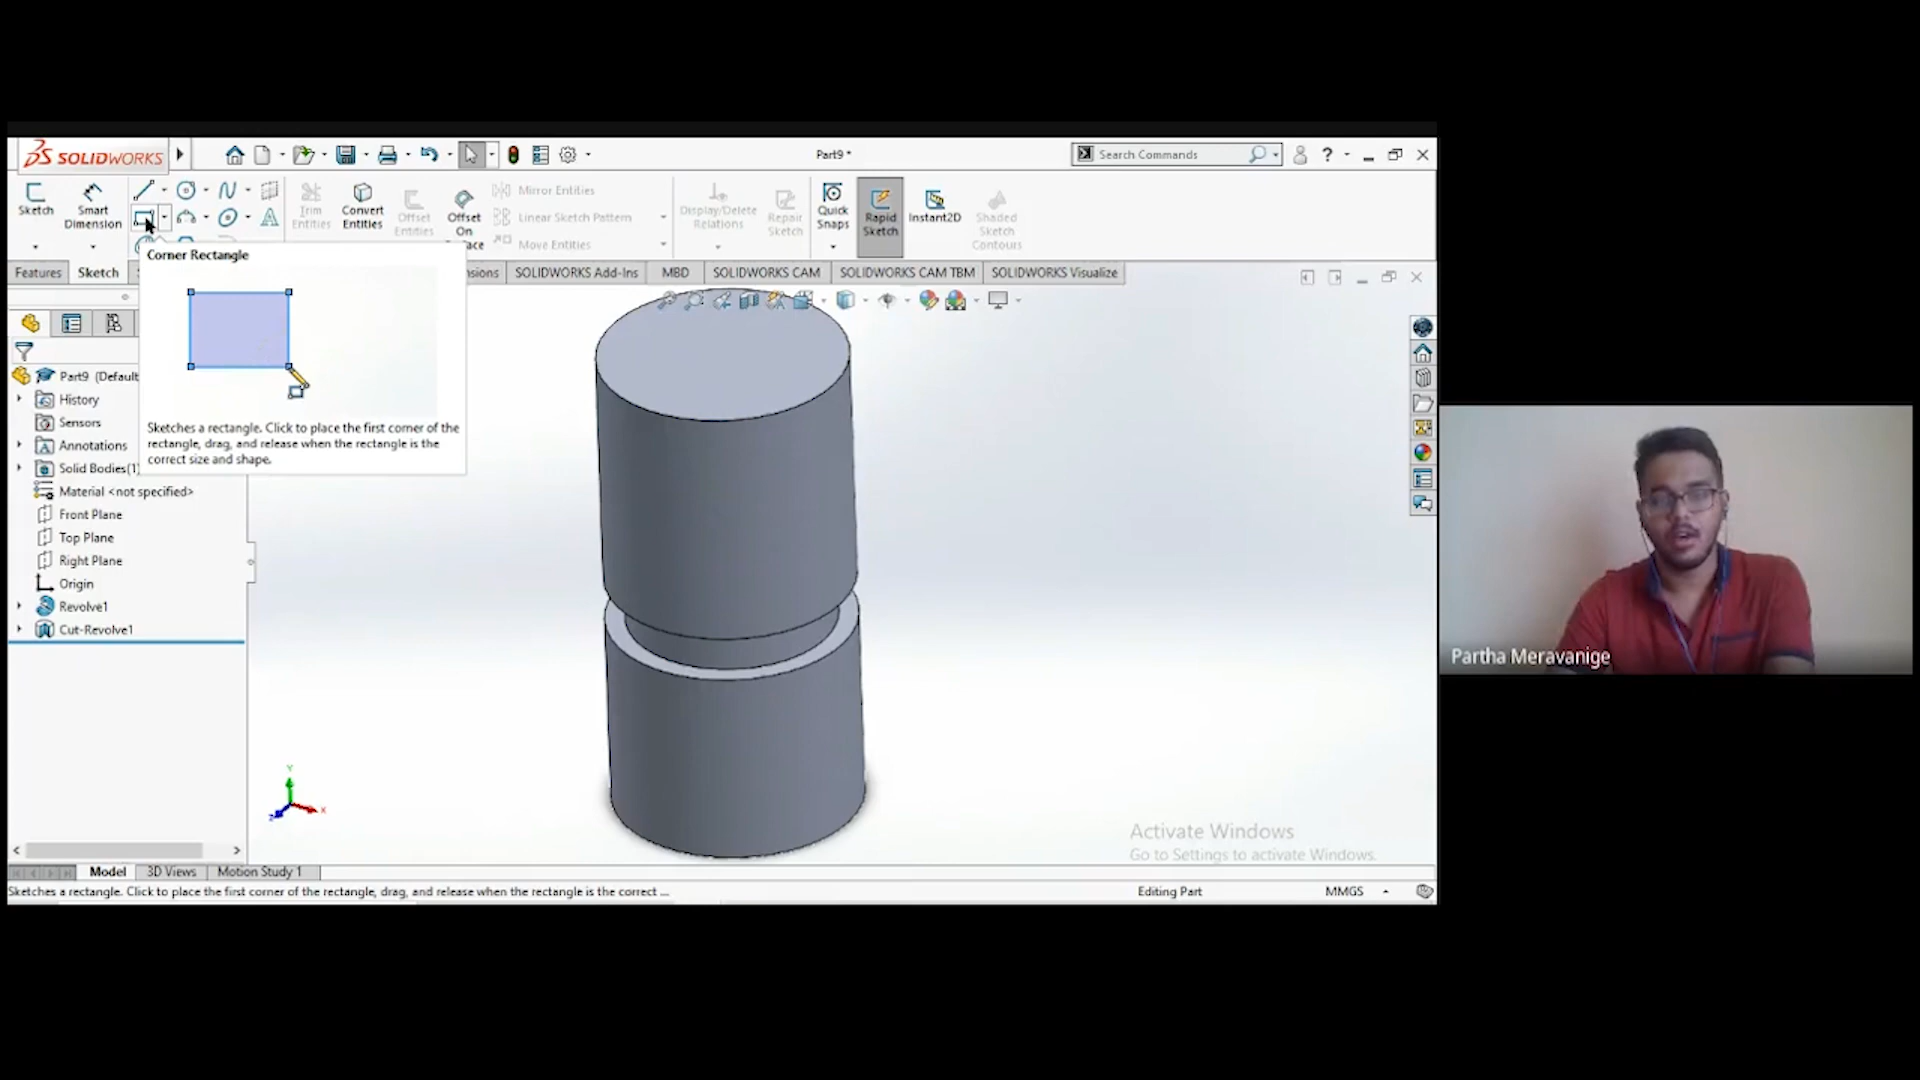 SOLIDWORKS
Part9 *
Search Commands
?
Sketch
Smart
Dimension
Trim
Entities
Convert
Entities
Offset
Entities
Offset
On
Mirror Entities
Linear Sketch Pattern
Move Entities
Display/Delete
Relations
Repair
Sketch
Quick
Snaps
Rapid
Sketch
Instant2D
Shaded
Sketch
Contours
Features
Sketch
SOLIDWORKS Add-Ins
MBD
SOLIDWORKS CAM
SOLIDWORKS CAM TBM
SOLIDWORKS Visualize
Corner Rectangle
Sketches a rectangle. Click to place the first corner of the
rectangle, drag, and release when the rectangle is the
correct size and shape.
Part9 (Default
History
Sensors
Annotations
Solid Bodies(1)
Material <not specified>
Front Plane
Top Plane
Right Plane
Origin
Revolve1
Cut-Revolve1
Y
X
Z
Activate Windows
Go to Settings to activate Windows.
Model
3D Views
Motion Study 1
Sketches a rectangle. Click to place the first corner of the rectangle, drag, and release when the rectangle is the correct ...
Editing Part
MMGS
Partha Meravanige